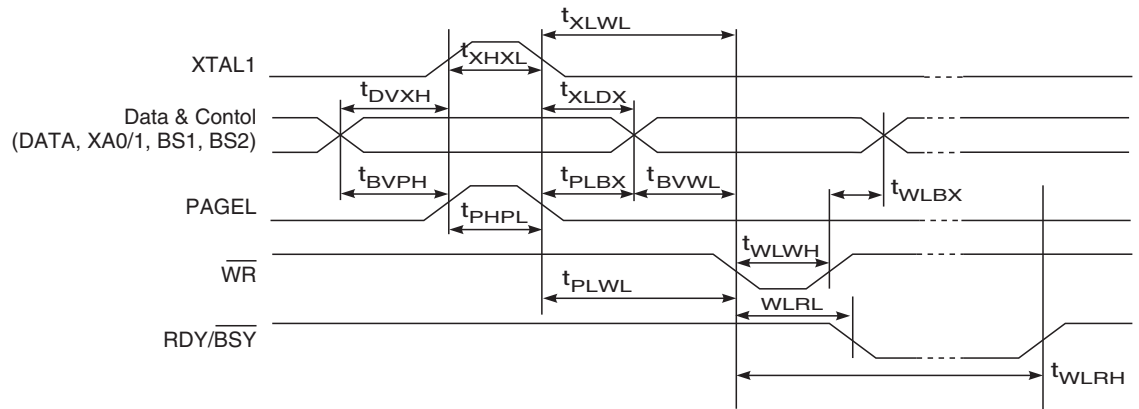 tXLWL
XTAL1
tXHXL
tDVXH
tXLDX
Data & Contol
(DATA, XA0/1, BS1, BS2)
tBVPH
tPLBX
tBVWL
tWLBX
PAGEL
tPHPL
tWLWH
WR
tPLWL
WLRL
RDY/BSY
tWLRH